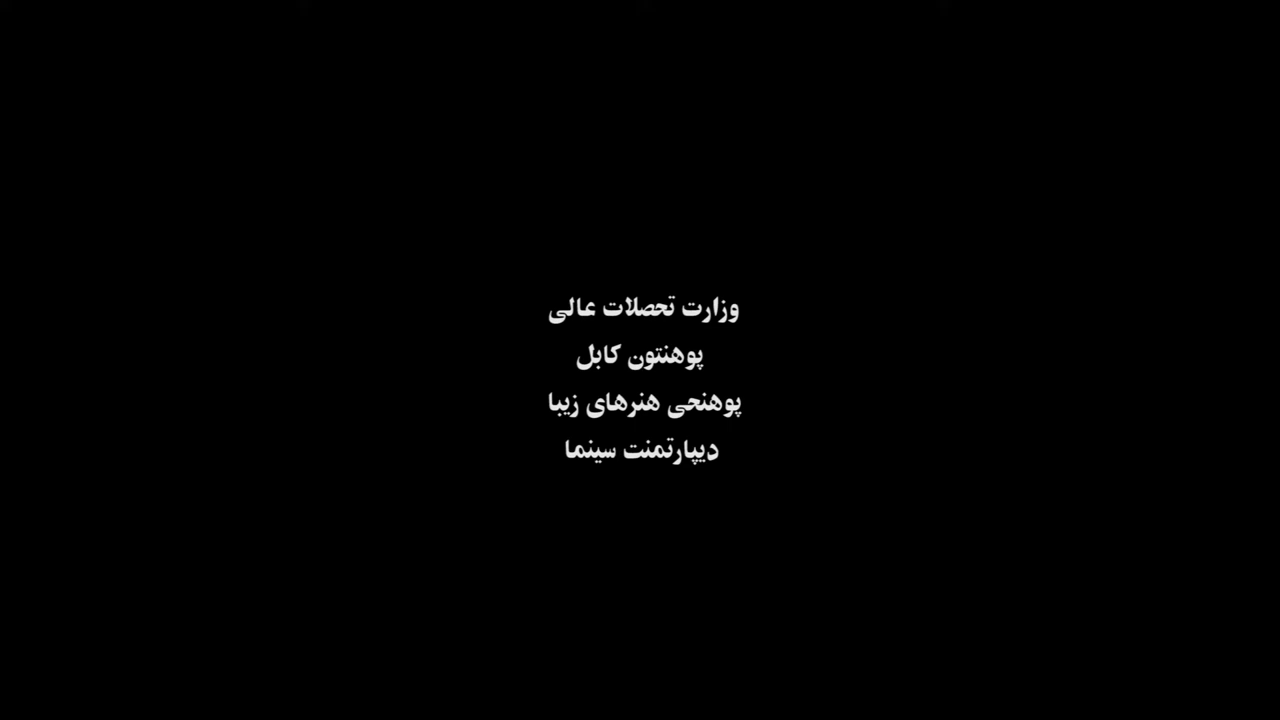 وزارت تحصلات عالی
پوهنتون کابل
پوهنحی هنرهای زیبا
دیپارتمنت سینما